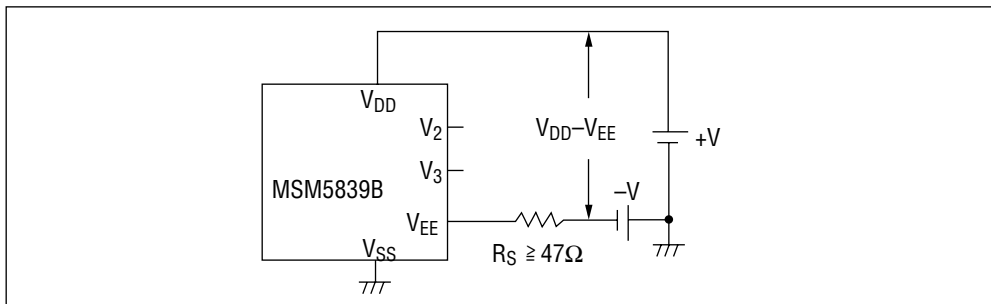 V_DD
V_2
V_DD–V_EE
+V
V_3
MSM5839B
–V
V_EE
V_SS
R_S ≧ 47Ω